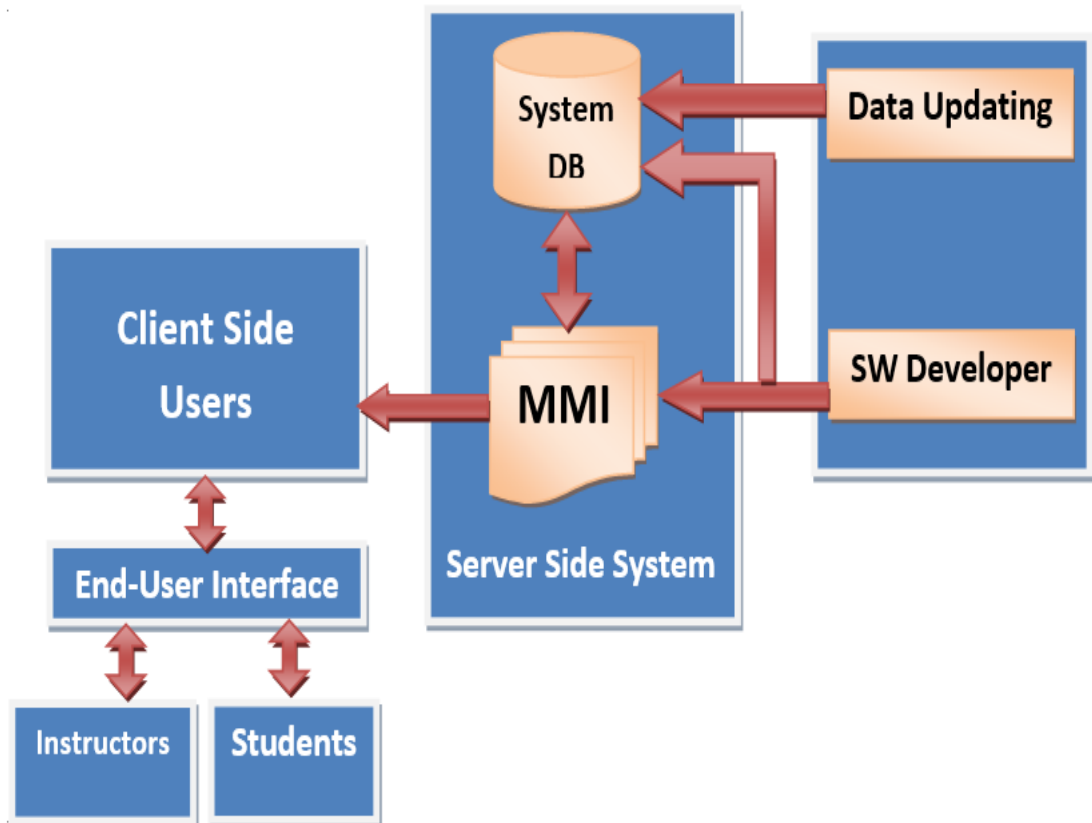 System
DB
Data Updating
Client Side
Users
MMI
SW Developer
Server Side System
End-User Interface
Instructors
Students